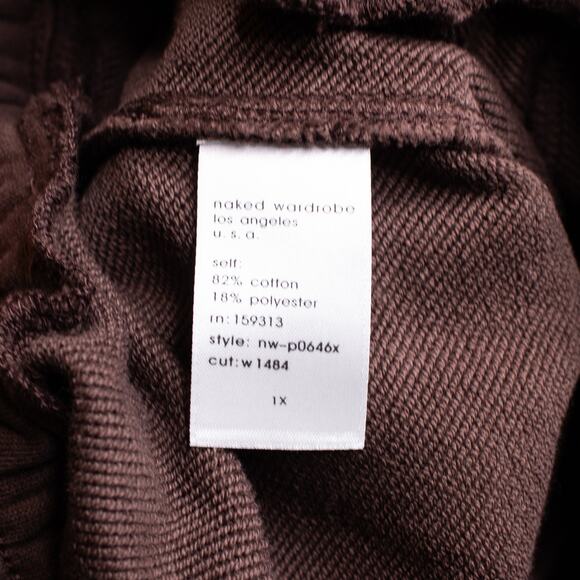 naked wardrobe
los angeles
u.s.a.
self:
82% cotton
18% polyester
rn:159313
style: nw-p0646x
cut:w1484
1X